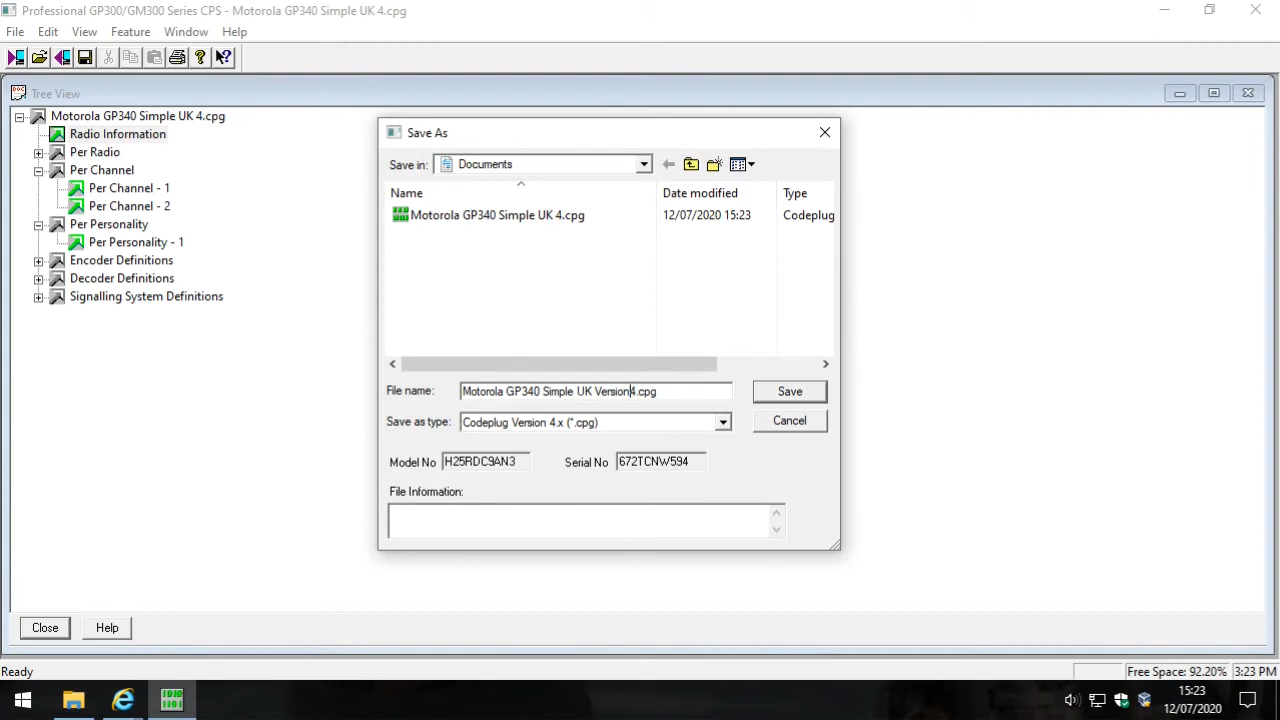 Professional GP300/GM300 Series CPS - Motorola GP340 Simple UK 4.cpg
File Edit View Feature Window Help
Tree View
Motorola GP340 Simple UK 4.cpg
Radio Information
Per Radio
Per Channel
Per Channel - 1
Per Channel - 2
Per Personality
Per Personality - 1
Encoder Definitions
Decoder Definitions
Signalling System Definitions
Save As
Save in: Documents
Name Date modified Type
Motorola GP340 Simple UK 4.cpg 12/07/2020 15:23 Codeplug
File name: Motorola GP340 Simple UK Version4.cpg Save
Save as type: Codeplug Version 4.x (*.cpg) Cancel
Model No H25RDC9AN3 Serial No 672TCNW594
File Information:
Close Help
Ready Free Space: 92.20% 3:23 PM
15:23
12/07/2020